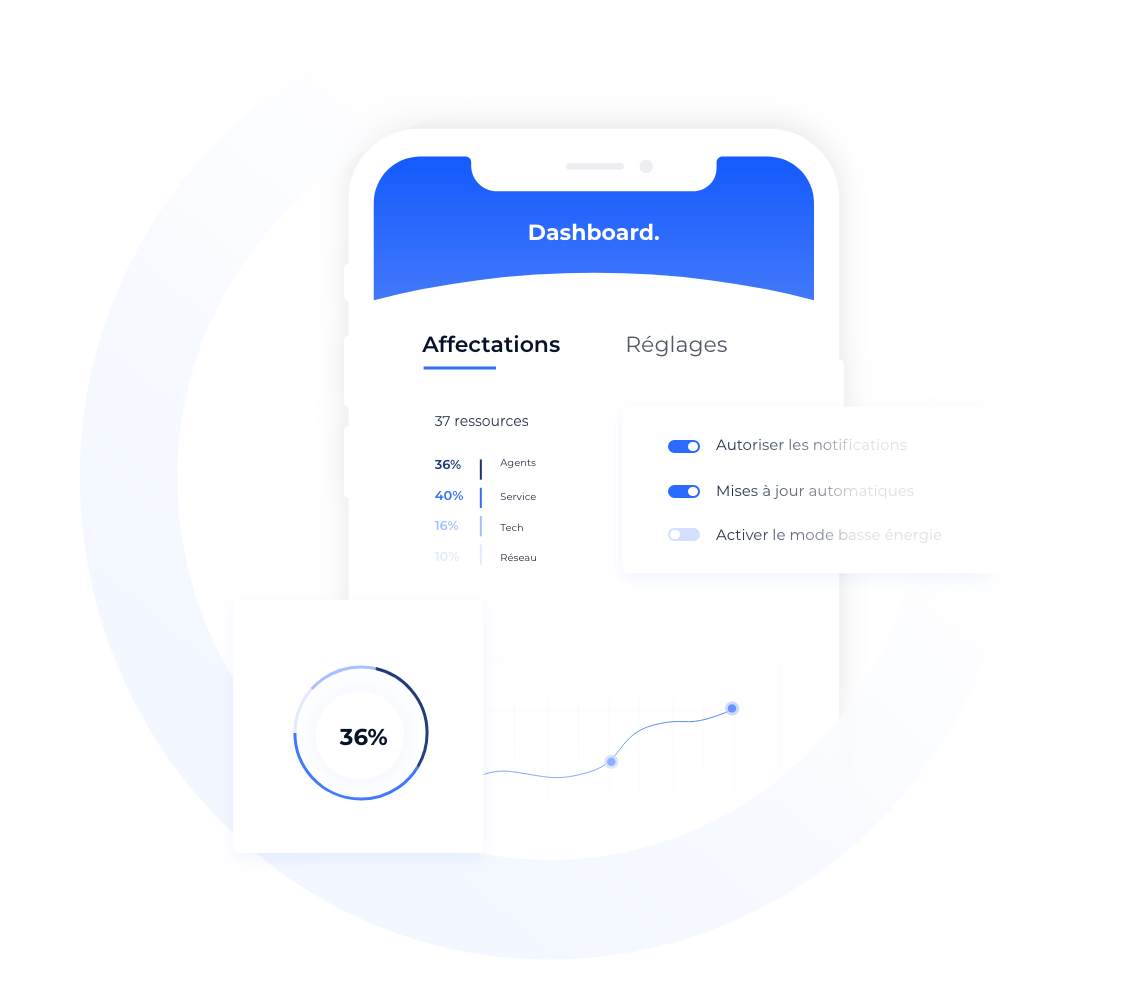 Dashboard.
Affectations
Réglages
37 ressources
36% Agents
40% Service
16% Tech
10% Réseau
Autoriser les notifications
Mises à jour automatiques
Activer le mode basse énergie
36%